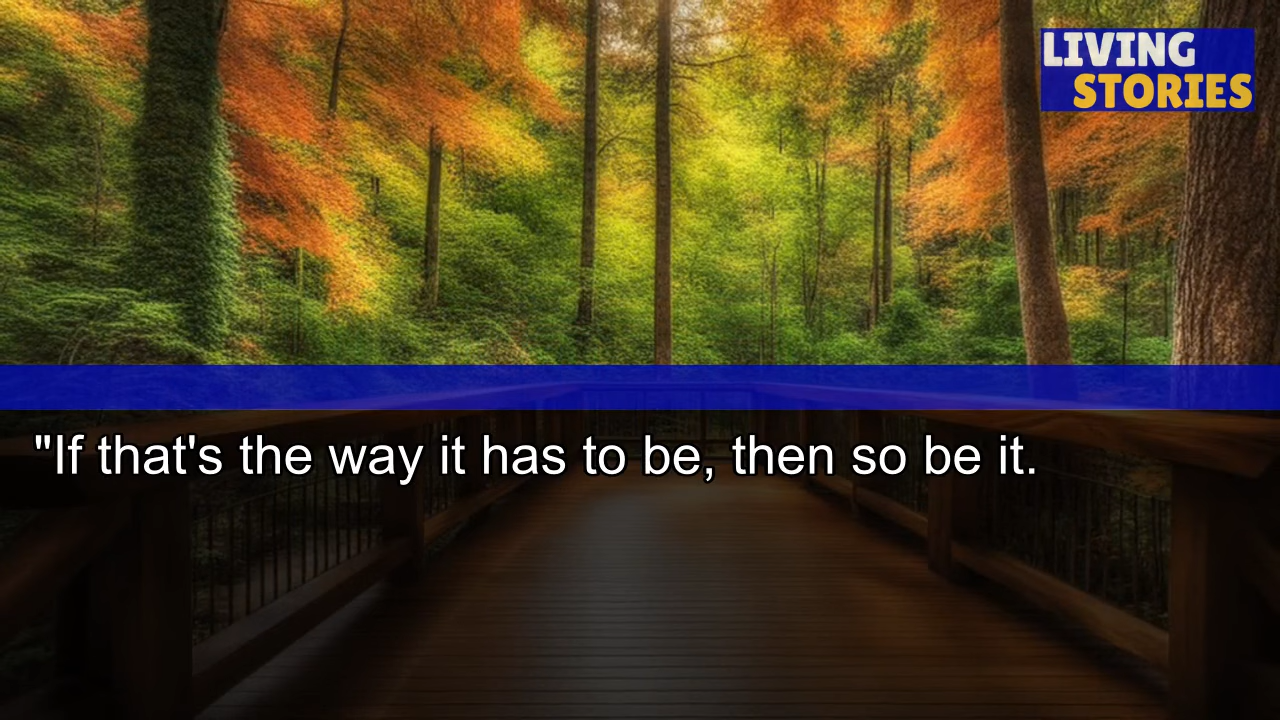 LIVING
STORIES
"If that's the way it has to be, then so be it.